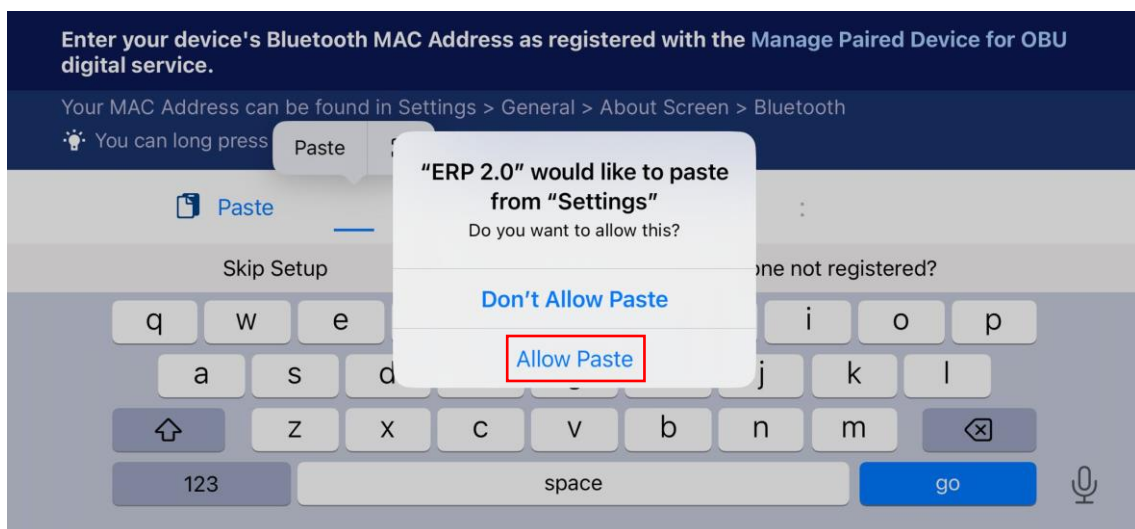 Enter your device's Bluetooth MAC Address as registered with the Manage Paired Device for OBU
digital service.
Your MAC Address can be found in Settings > General > About Screen > Bluetooth
You can long press
Paste
"ERP 2.0" would like to paste
from "Settings"
Do you want to allow this?
Paste
:
Skip Setup
not registered?
Don't Allow Paste
Allow Paste
q w e i o p
a s d j k l
z x c v b n m
123 space go